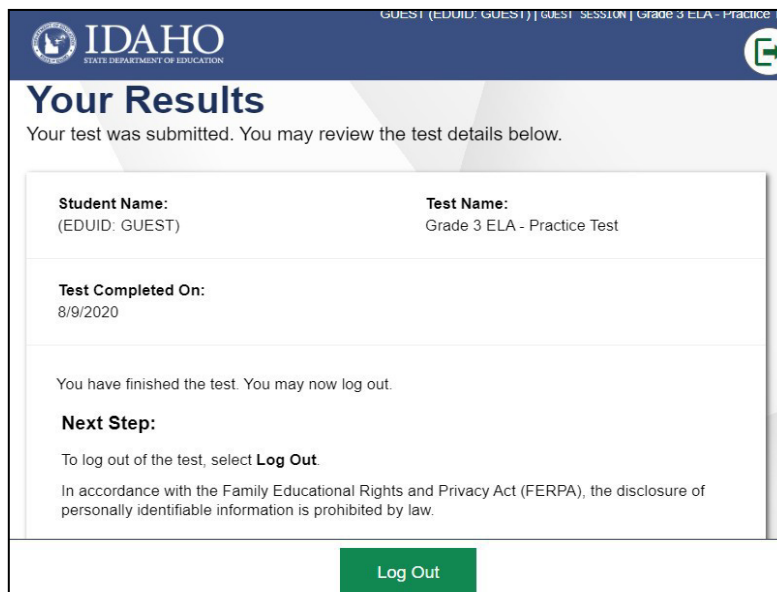 GUEST (EDUID: GUEST) | GUEST SESSION | Grade 3 ELA - Practice
IDAHO
STATE DEPARTMENT OF EDUCATION
Your Results
Your test was submitted. You may review the test details below.
Student Name:
(EDUID: GUEST)
Test Name:
Grade 3 ELA - Practice Test
Test Completed On:
8/9/2020
You have finished the test. You may now log out.
Next Step:
To log out of the test, select Log Out.
In accordance with the Family Educational Rights and Privacy Act (FERPA), the disclosure of
personally identifiable information is prohibited by law.
Log Out